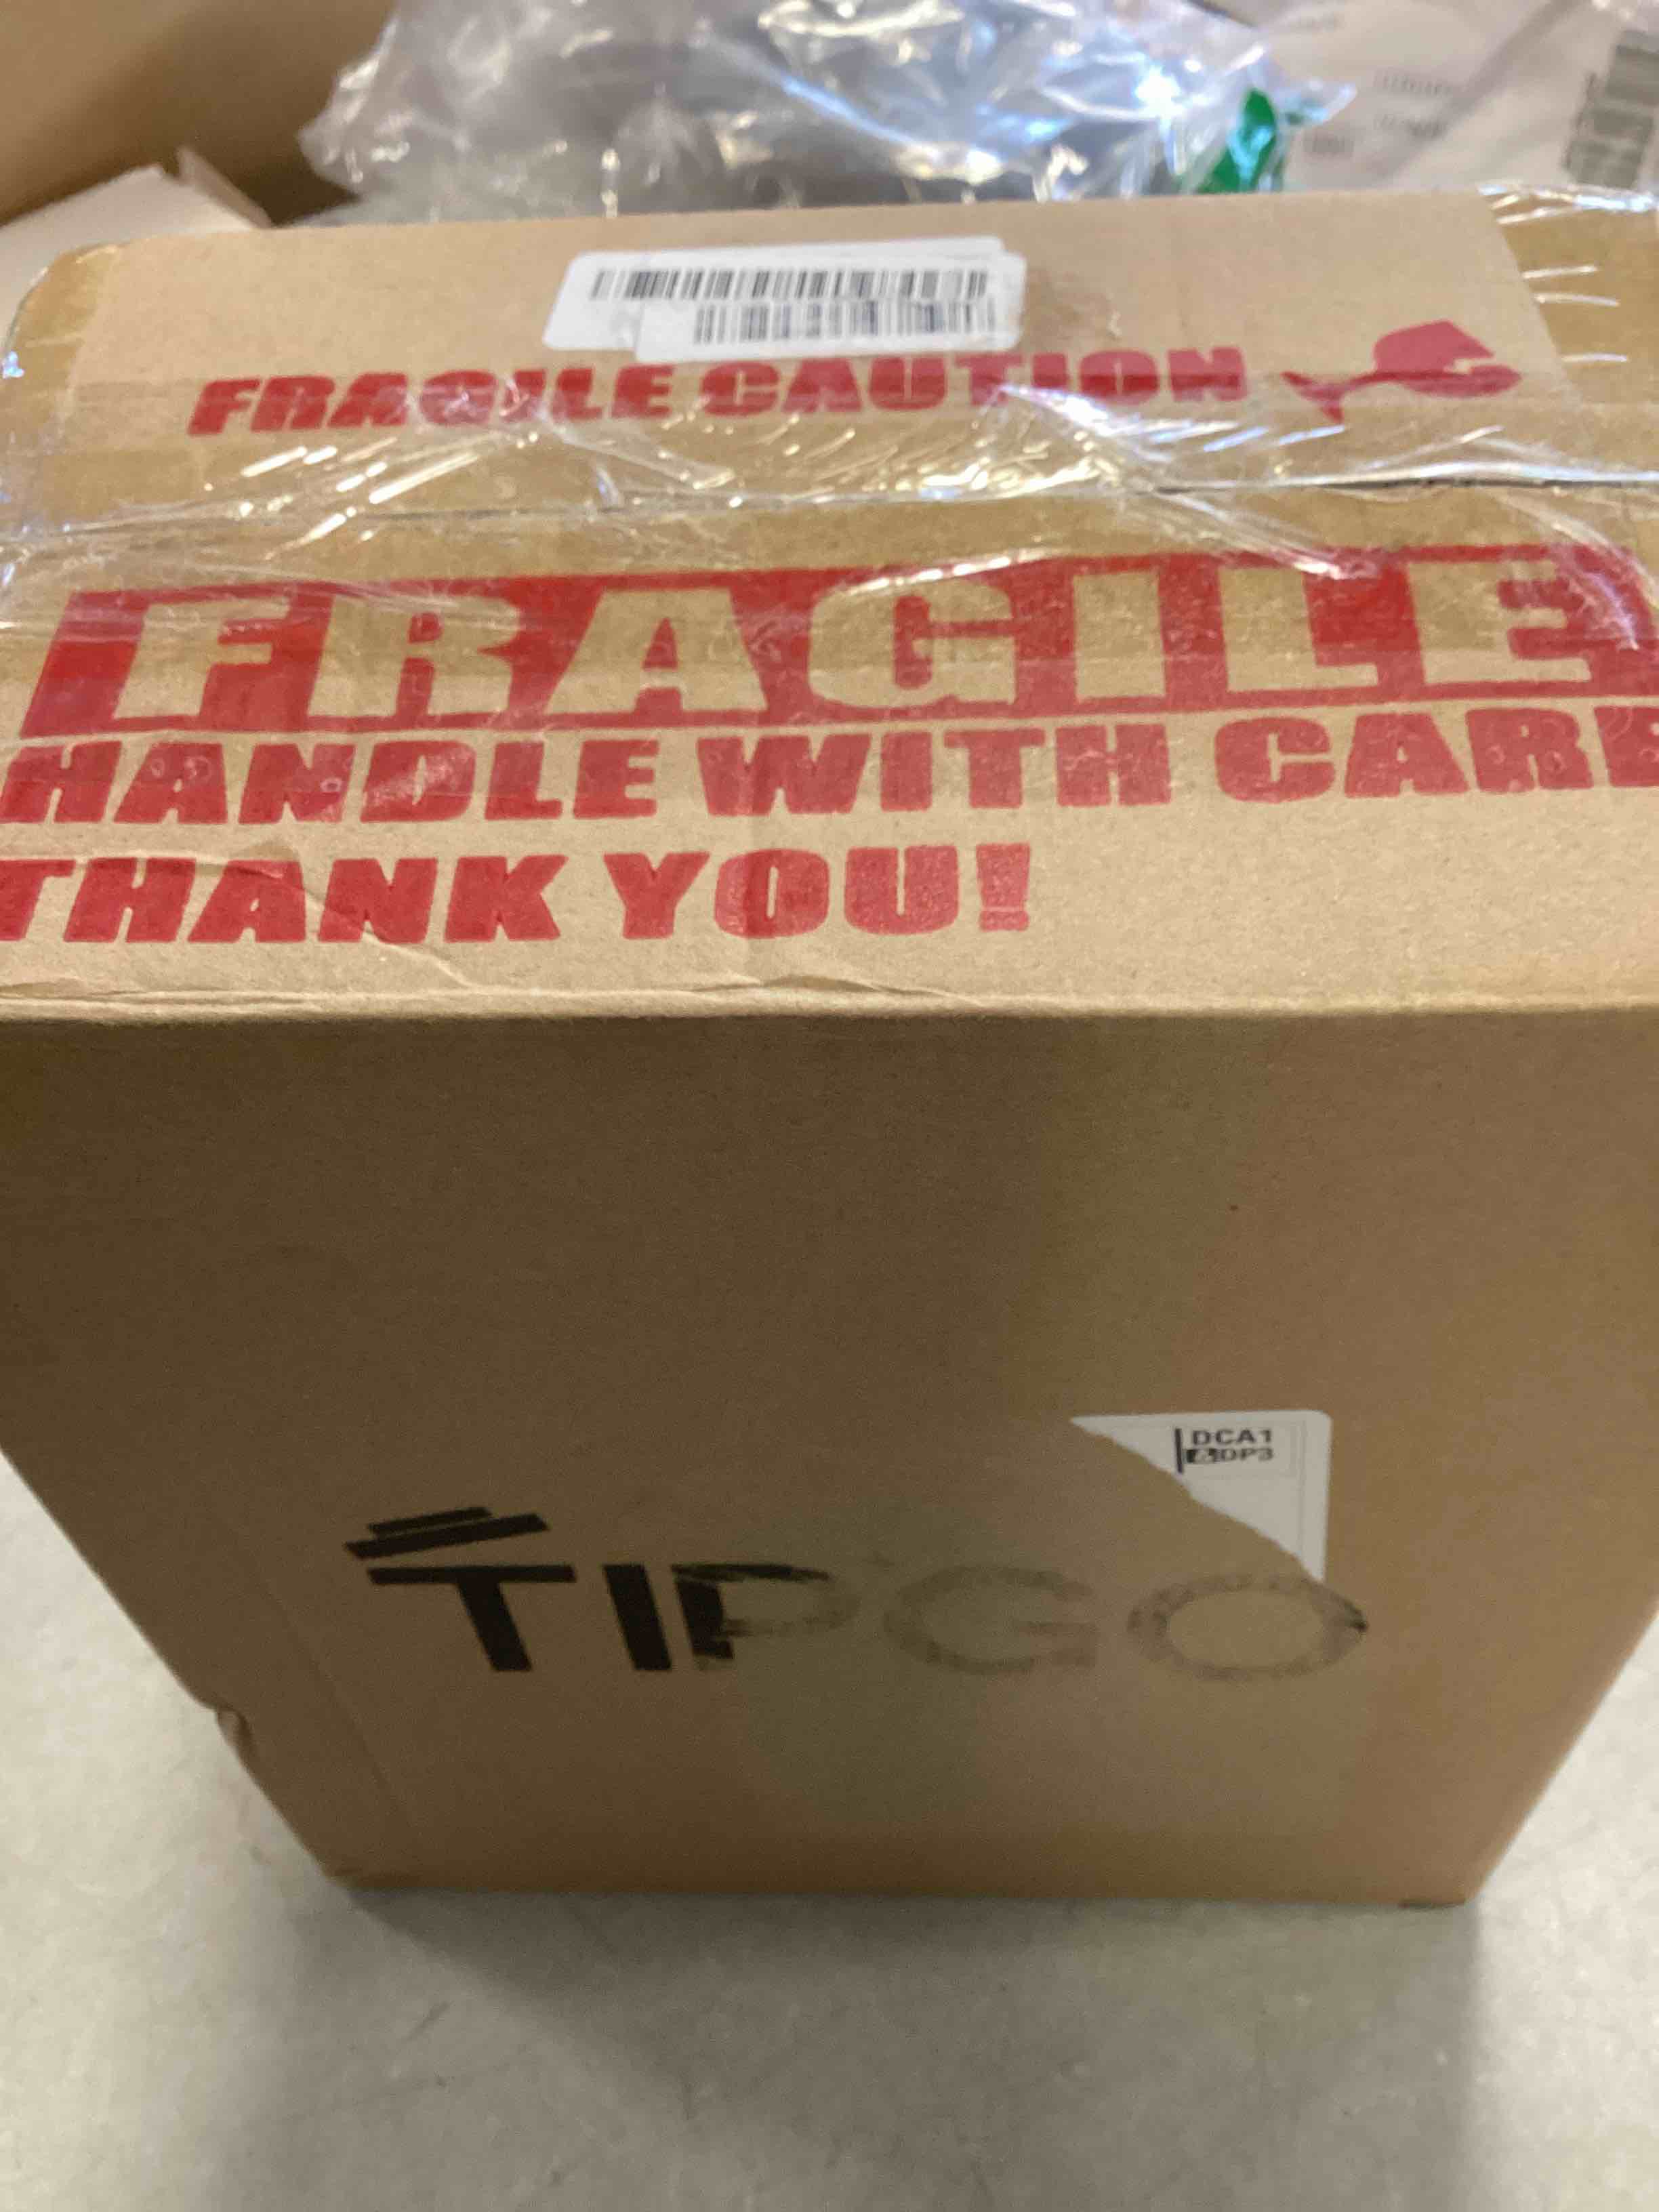 FRAGILE CAUTION
FRAGILE
HANDLE WITH CARE
THANK YOU!
DCA1
DP3
TIPGO